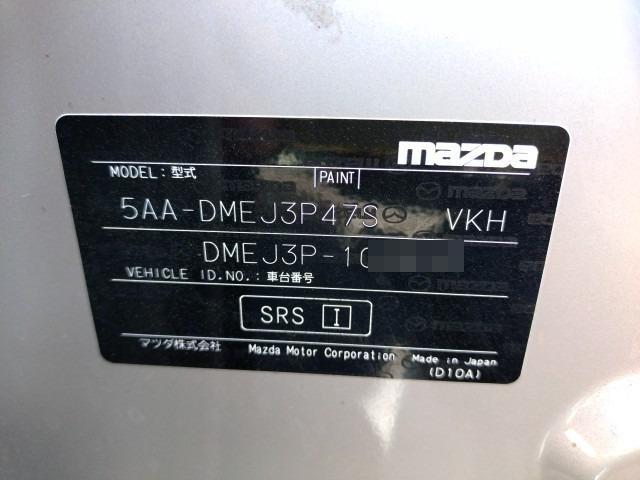 mazda
MODEL：型式 PAINT
5AA-DMEJ3P47S VKH
DMEJ3P-10
VEHICLE ID.NO.：車台番号
SRS I
マツダ株式会社 Mazda Motor Corporation Made in Japan
(D10A)